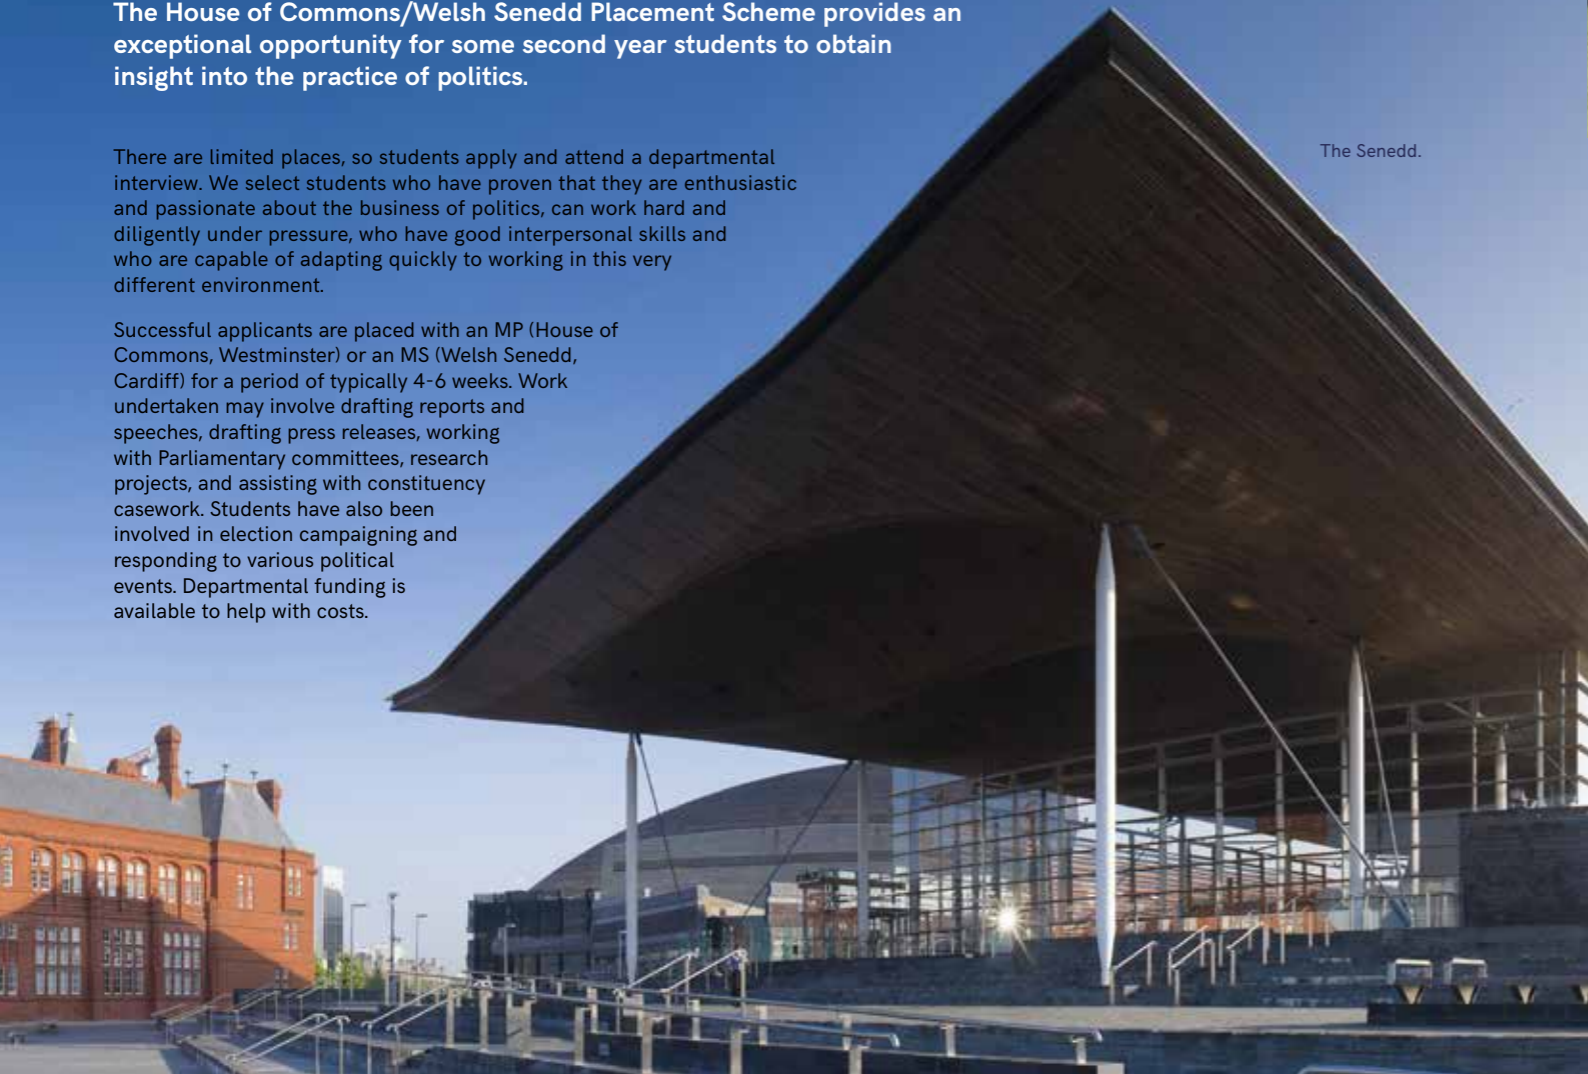 The House of Commons/Welsh Senedd Placement Scheme provides an
exceptional opportunity for some second year students to obtain
insight into the practice of politics.
There are limited places, so students apply and attend a departmental
interview. We select students who have proven that they are enthusiastic
and passionate about the business of politics, can work hard and
diligently under pressure, who have good interpersonal skills and
who are capable of adapting quickly to working in this very
different environment.
Successful applicants are placed with an MP (House of
Commons, Westminster) or an MS (Welsh Senedd,
Cardiff) for a period of typically 4-6 weeks. Work
undertaken may involve drafting reports and
speeches, drafting press releases, working
with Parliamentary committees, research
projects, and assisting with constituency
casework. Students have also been
involved in election campaigning and
responding to various political
events. Departmental funding is
available to help with costs.
The Senedd.